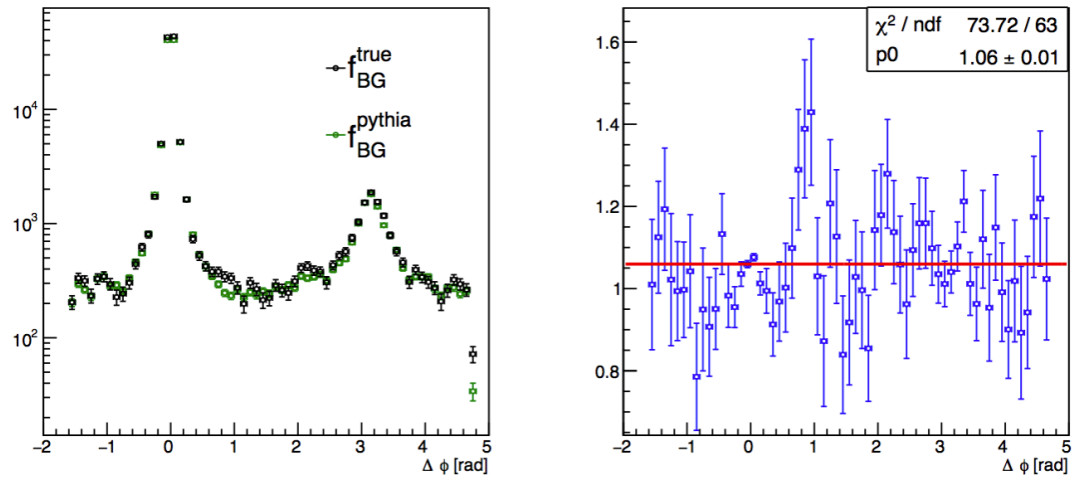 10⁴
10³
10²
f_BG^true
f_BG^pythia
−2 −1 0 1 2 3 4 5
Δ ϕ [rad]
χ² / ndf 73.72 / 63
p0 1.06 ± 0.01
1.6
1.4
1.2
1
0.8
−2 −1 0 1 2 3 4 5
Δ ϕ [rad]